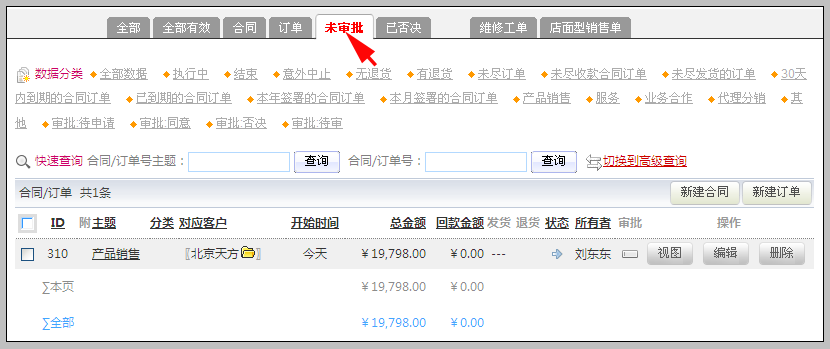 全部 全部有效 合同 订单 未审批 已否决 维修工单 店面型销售单
数据分类 全部数据 执行中 结束 意外中止 无退货 有退货 未尽订单 未尽收款合同订单 未尽发货的订单 30天
内到期的合同订单 已到期的合同订单 本年签署的合同订单 本月签署的合同订单 产品销售 服务 业务合作 代理分销 其
他 审批:待申请 审批:同意 审批:否决 审批:待审
快速查询 合同/订单号主题: 查询 合同/订单号: 查询 切换到高级查询
合同/订单 共1条 新建合同 新建订单
ID 附 主题 分类 对应客户 开始时间 总金额 回款金额 发货 退货 状态 所有者 审批 操作
310 产品销售 〖北京天方〗 今天 ¥19,798.00 ¥0.00 --- 刘东东 视图 编辑 删除
∑本页 ¥19,798.00 ¥0.00
∑全部 ¥19,798.00 ¥0.00